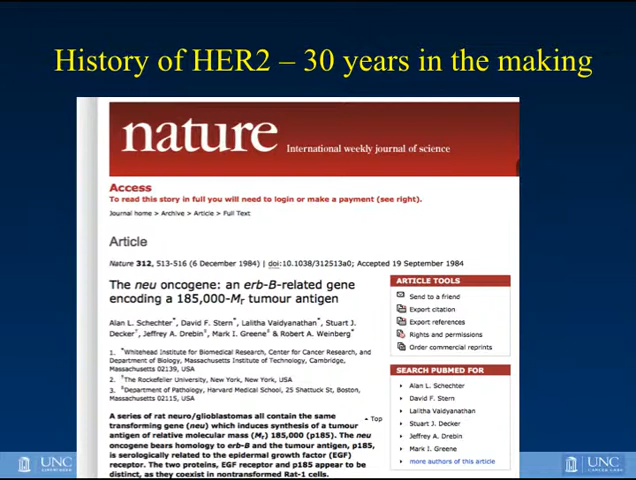 History of HER2 – 30 years in the making
nature International weekly journal of science
Access
To read this story in full you will need to login or make a payment (see right).
Journal home > Archive > Article > Full Text
Article
Nature 312, 513-516 (6 December 1984) | doi:10.1038/312513a0; Accepted 19 September 1984
The neu oncogene: an erb-B-related gene
encoding a 185,000-Mr tumour antigen
Alan L. Schechter*, David F. Stern*, Lalitha Vaidyanathan*, Stuart J.
Decker†, Jeffrey A. Drebin‡, Mark I. Greene‡ & Robert A. Weinberg*
1. *Whitehead Institute for Biomedical Research, Center for Cancer Research, and
Department of Biology, Massachusetts Institute of Technology, Cambridge,
Massachusetts 02139, USA
2. †The Rockefeller University, New York, New York, USA
3. ‡Department of Pathology, Harvard Medical School, 25 Shattuck St, Boston,
Massachusetts 02115, USA
A series of rat neuro/glioblastomas all contain the same
transforming gene (neu) which induces synthesis of a tumour
antigen of relative molecular mass (Mr) 185,000 (p185). The neu
oncogene bears homology to erb-B and the tumour antigen, p185,
is serologically related to the epidermal growth factor (EGF)
receptor. The two proteins, EGF receptor and p185 appear to be
distinct, as they coexist in nontransformed Rat-1 cells.
Top
ARTICLE TOOLS
Send to a friend
Export citation
Export references
Rights and permissions
Order commercial reprints
SEARCH PUBMED FOR
Alan L. Schechter
David F. Stern
Lalitha Vaidyanathan
Stuart J. Decker
Jeffrey A. Drebin
Mark I. Greene
more authors of this article
UNC
UNC